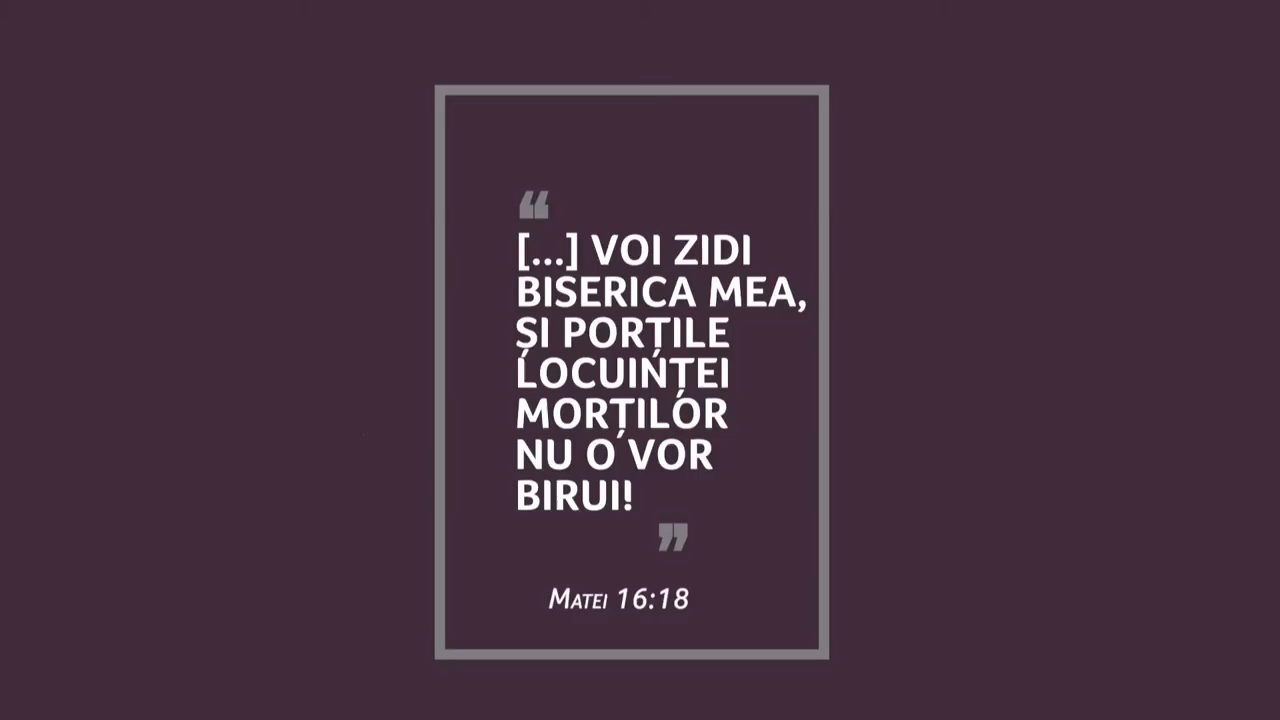 “
[...] VOI ZIDI
BISERICA MEA,
ȘI PORȚILE
LOCUINȚEI
MORȚILOR
NU O VOR
BIRUI!
”
Matei 16:18